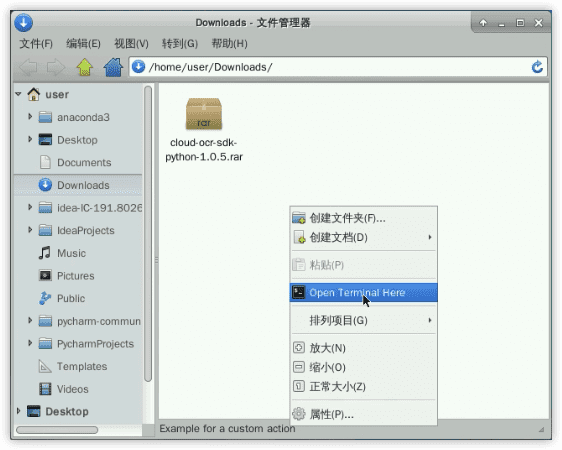 Downloads - 文件管理器
文件(F) 编辑(E) 视图(V) 转到(G) 帮助(H)
/home/user/Downloads/
user
anaconda3
Desktop
Documents
Downloads
idea-IC-191.8026
IdeaProjects
Music
Pictures
Public
pycharm-commun
PycharmProjects
Templates
Videos
Desktop
rar
cloud-ocr-sdk-
python-1.0.5.rar
创建文件夹(F)...
创建文档(D)
粘贴(P)
Open Terminal Here
排列项目(G)
放大(N)
缩小(O)
正常大小(Z)
属性(P)...
Example for a custom action